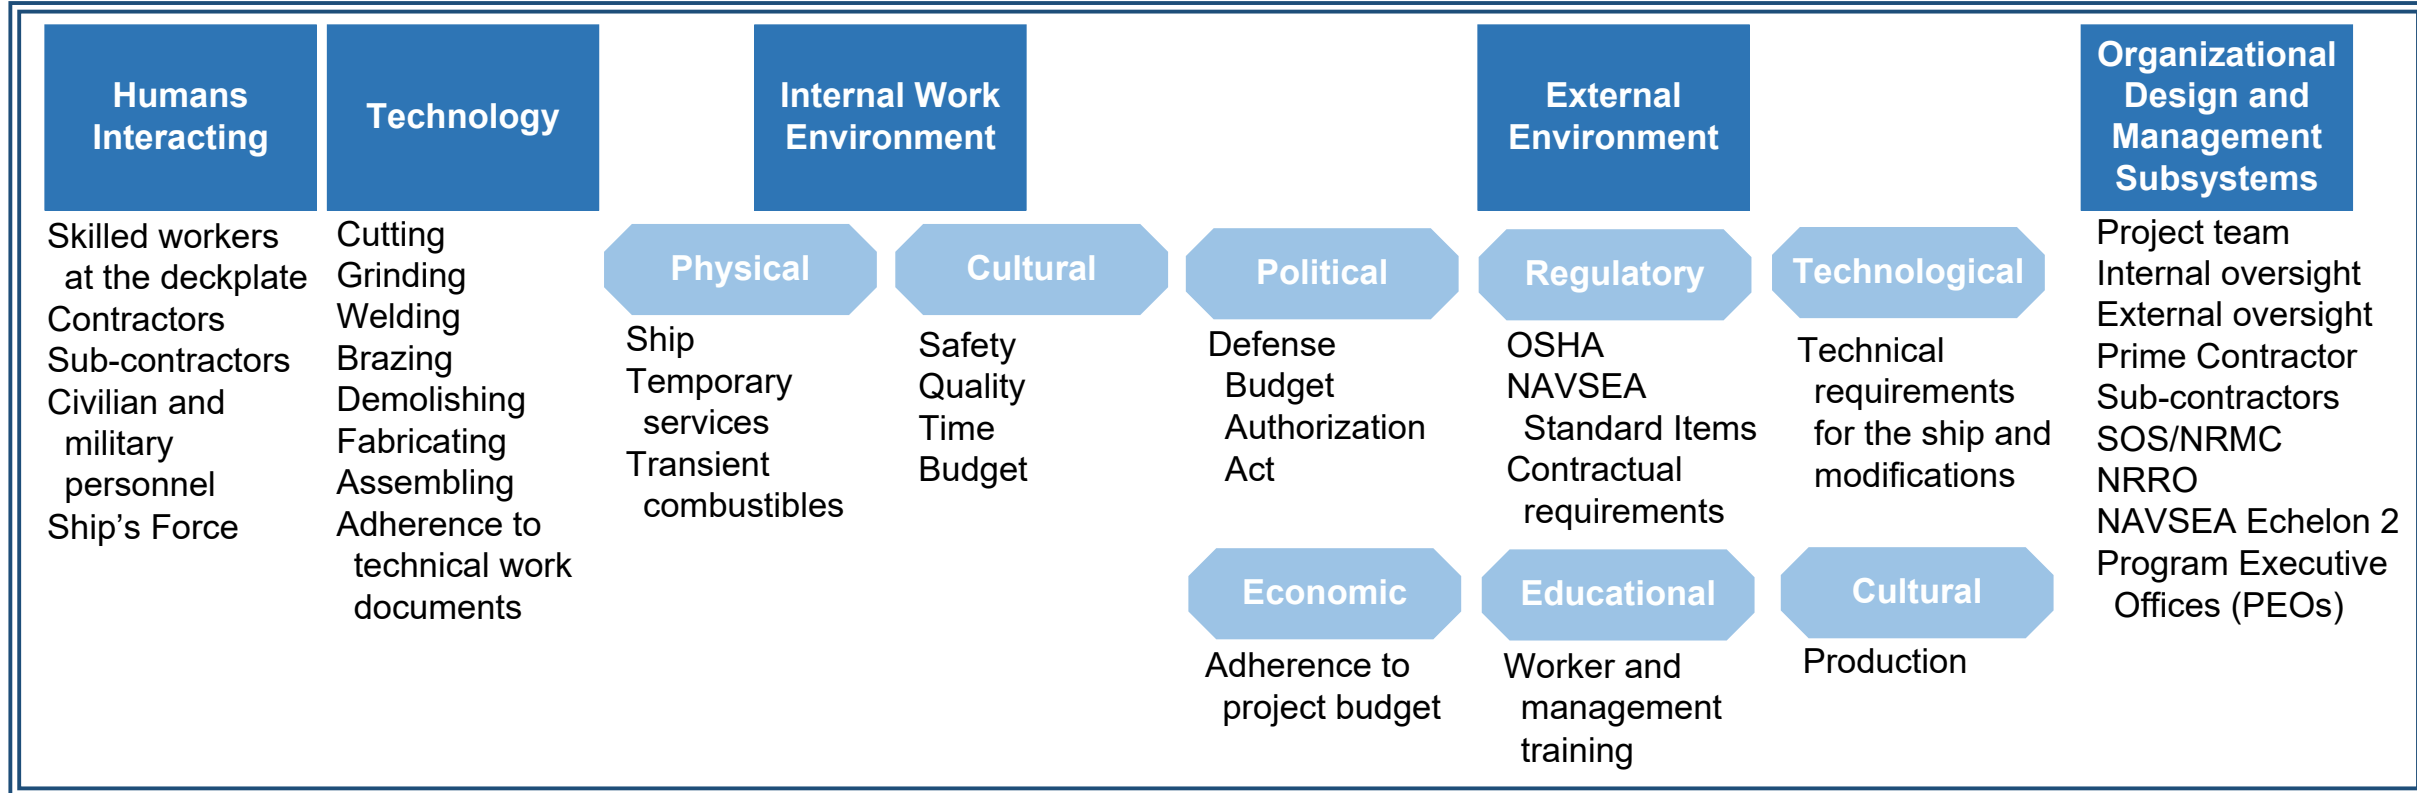 Humans
Interacting
Skilled workers
at the deckplate
Contractors
Sub-contractors
Civilian and
military
personnel
Ship’s Force
Technology
Cutting
Grinding
Welding
Brazing
Demolishing
Fabricating
Assembling
Adherence to
technical work
documents
Internal Work
Environment
Physical
Ship
Temporary
services
Transient
combustibles
Cultural
Safety
Quality
Time
Budget
External
Environment
Political
Defense
Budget
Authorization
Act
Regulatory
OSHA
NAVSEA
Standard Items
Contractual
requirements
Technological
Technical
requirements
for the ship and
modifications
Economic
Adherence to
project budget
Educational
Worker and
management
training
Cultural
Production
Organizational
Design and
Management
Subsystems
Project team
Internal oversight
External oversight
Prime Contractor
Sub-contractors
SOS/NRMC
NRRO
NAVSEA Echelon 2
Program Executive
Offices (PEOs)